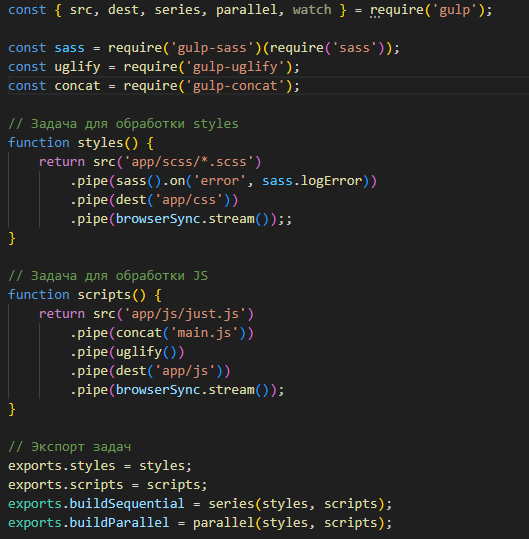 const { src, dest, series, parallel, watch } = require('gulp');
const sass = require('gulp-sass')(require('sass'));
const uglify = require('gulp-uglify');
const concat = require('gulp-concat');
// Задача для обработки styles
function styles() {
    return src('app/scss/*.scss')
        .pipe(sass().on('error', sass.logError))
        .pipe(dest('app/css'))
        .pipe(browserSync.stream());;
}
// Задача для обработки JS
function scripts() {
    return src('app/js/just.js')
        .pipe(concat('main.js'))
        .pipe(uglify())
        .pipe(dest('app/js'))
        .pipe(browserSync.stream());
}
// Экспорт задач
exports.styles = styles;
exports.scripts = scripts;
exports.buildSequential = series(styles, scripts);
exports.buildParallel = parallel(styles, scripts);